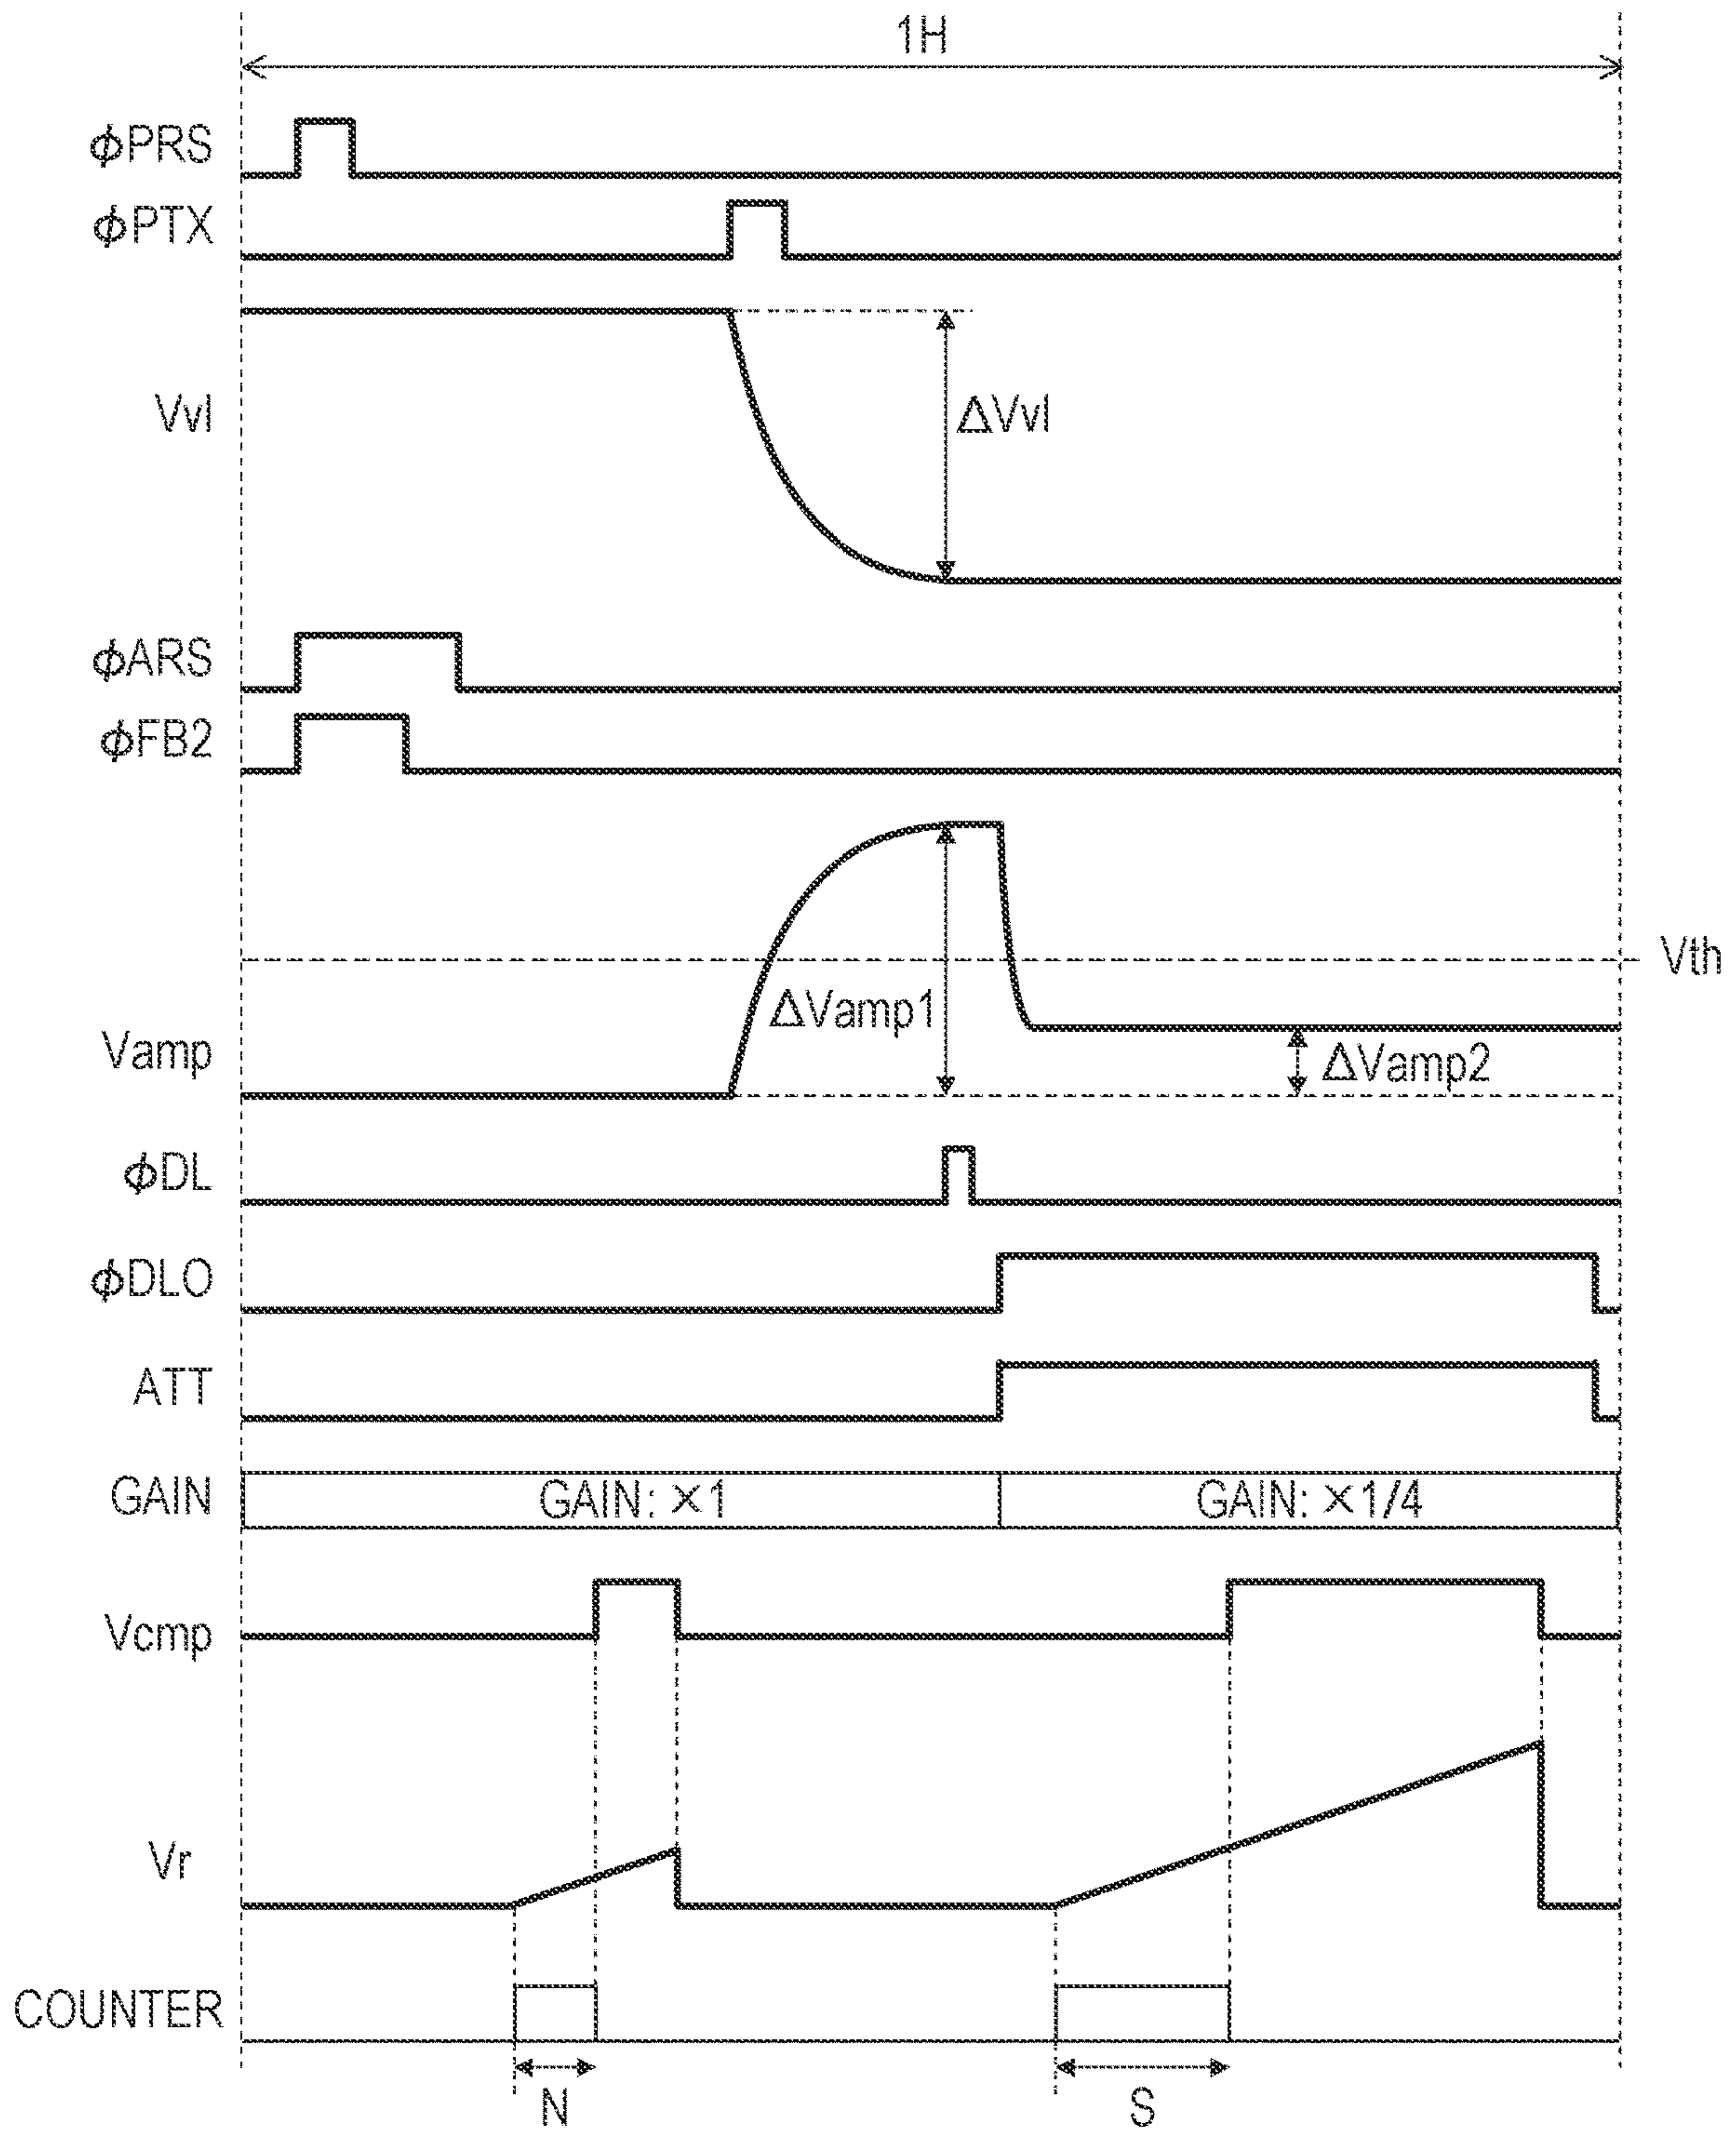 1H
ϕPRS
ϕPTX
Vvl
ΔVvl
ϕARS
ϕFB2
Vth
ΔVamp1
Vamp
ΔVamp2
ϕDL
ϕDLO
ATT
GAIN GAIN: ×1 GAIN: ×1/4
Vcmp
Vr
COUNTER
N S